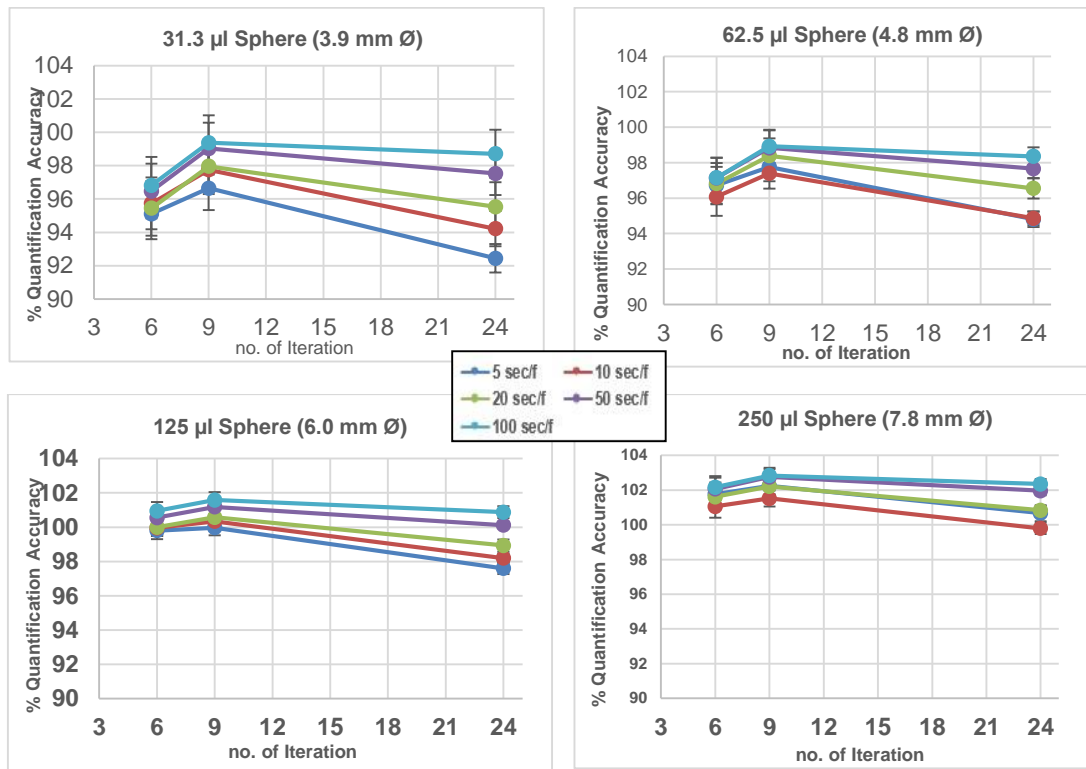 31.3 µl Sphere (3.9 mm Ø)
% Quantification Accuracy
104
102
100
98
96
94
92
90
3 6 9 12 15 18 21 24
no. of Iteration
62.5 µl Sphere (4.8 mm Ø)
% Quantification Accuracy
104
102
100
98
96
94
92
90
3 6 9 12 15 18 21 24
no. of Iteration
5 sec/f 10 sec/f
20 sec/f 50 sec/f
100 sec/f
125 µl Sphere (6.0 mm Ø)
% Quantification Accuracy
104
102
100
98
96
94
92
90
3 6 9 12 15 18 21 24
no. of Iteration
250 µl Sphere (7.8 mm Ø)
% Quantification Accuracy
104
102
100
98
96
94
92
90
3 6 9 12 15 18 21 24
no. of Iteration